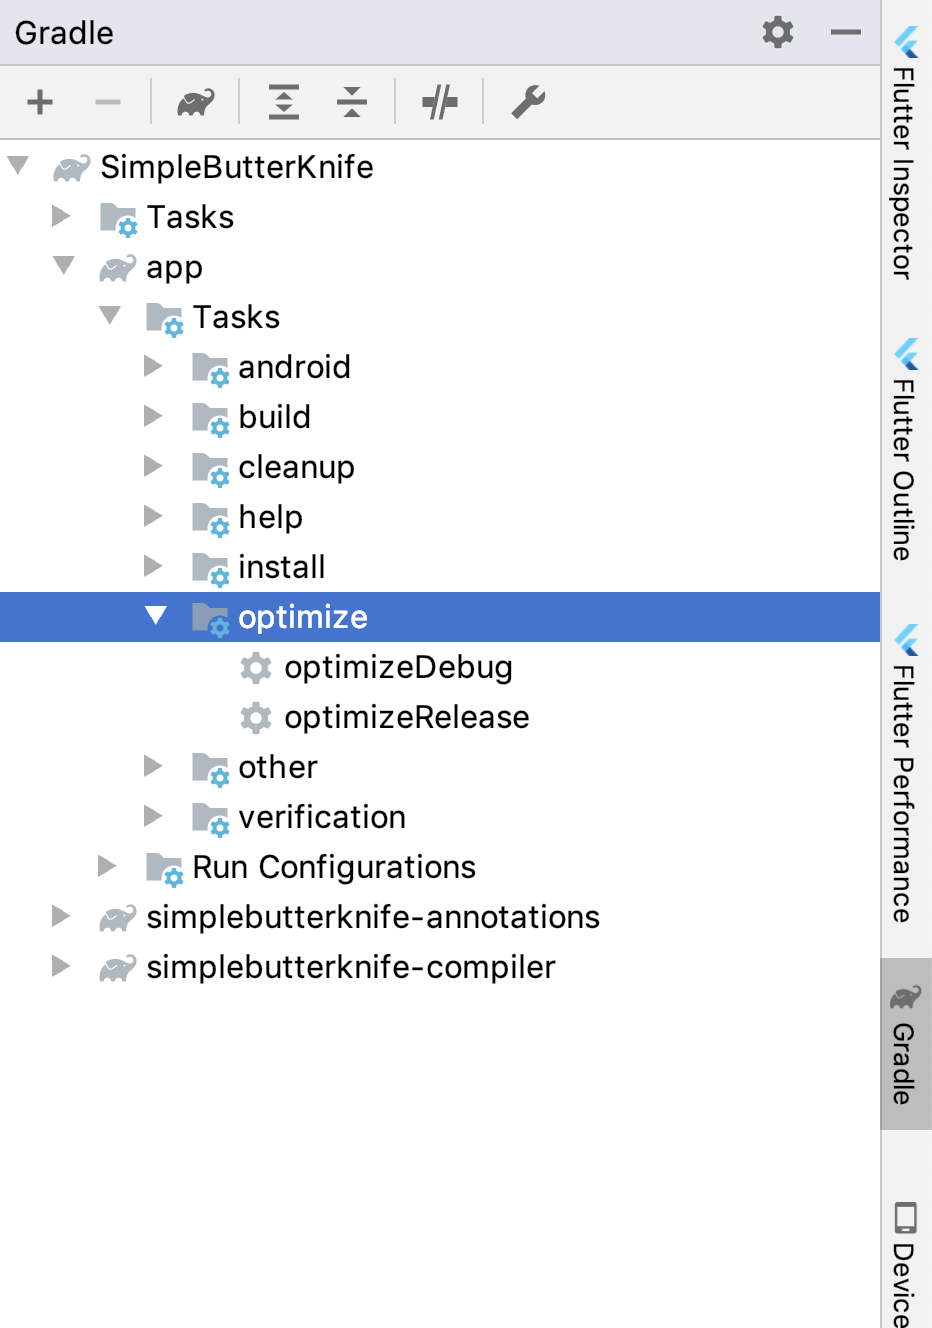 Gradle
SimpleButterKnife
Tasks
app
Tasks
android
build
cleanup
help
install
optimize
optimizeDebug
optimizeRelease
other
verification
Run Configurations
simplebutterknife-annotations
simplebutterknife-compiler
Flutter Inspector
Flutter Outline
Flutter Performance
Gradle
Device